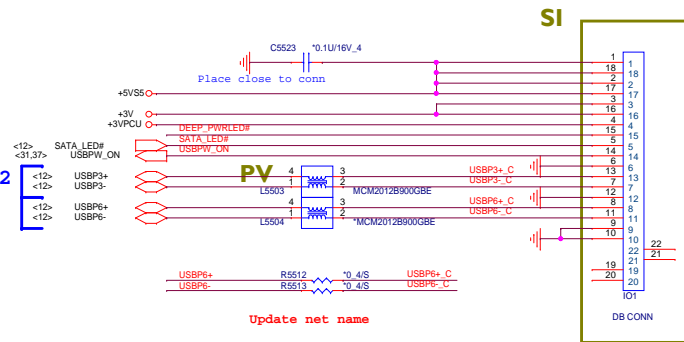 SI
C5523 *0.1U/16V_4
Place close to conn
+5VS5
+3V
+3VPCU
DEEP_PWRLED#
<12> SATA_LED# SATA_LED#
<31,37> USBPW_ON USBPW_ON
PV
2
<12> USBP3+ 4 3 USBP3+_C
<12> USBP3- 1 2 USBP3-_C
L5503 MCM2012B900GBE
<12> USBP6+ 4 3 USBP6+_C
<12> USBP6- 1 2 USBP6-_C
L5504 *MCM2012B900GBE
USBP6+ R5512 *0_4/S USBP6+_C
USBP6- R5513 *0_4/S USBP6-_C
Update net name
1 1
18 18
2 2
17 17
3 3
16 16
4 4
15 15
5 5
14 14
6 6
13 13
7 7
12 12
8 8
11 11
9 9
10 10
22 22
21 21
19 19
20 20
IO1
DB CONN